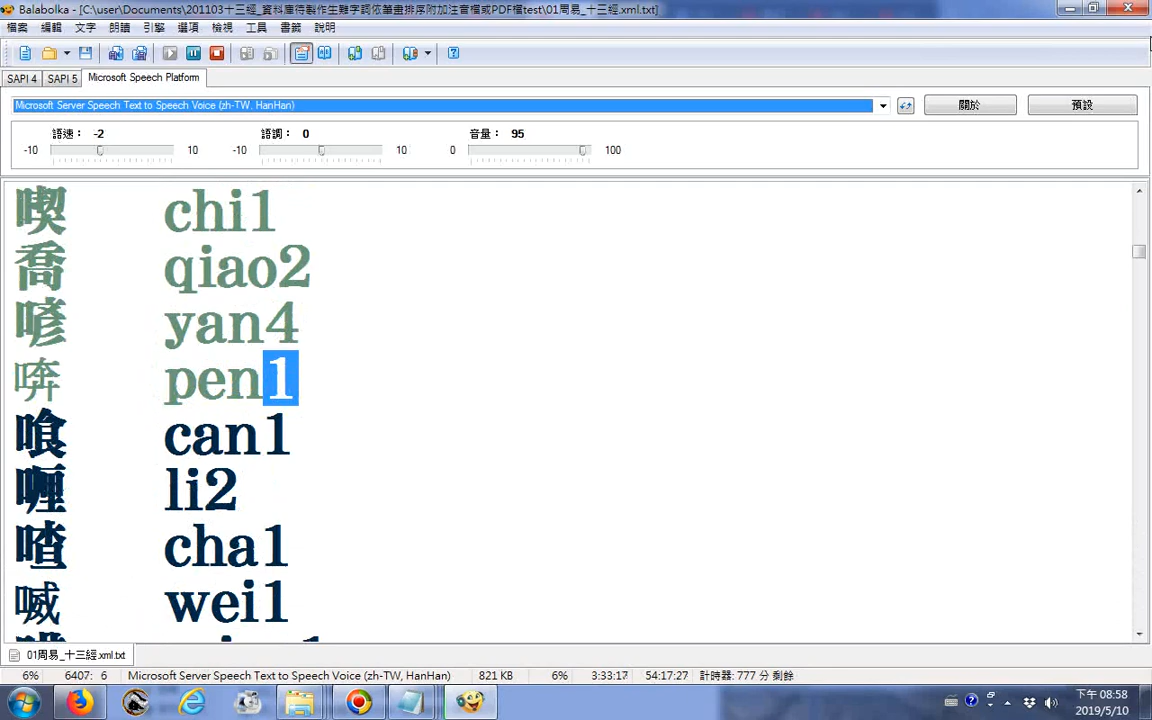 Balabolka - [C:\user\Documents\201103十三經_資料庫待製作生難字詞依筆畫排序附加注音檔或PDF檔test\01周易_十三經.xml.txt]
檔案 編輯 文字 朗讀 引擎 選項 檢視 工具 書籤 說明
SAPI 4 SAPI 5 Microsoft Speech Platform
Microsoft Server Speech Text to Speech Voice (zh-TW, HanHan) 關於 預設
語速： -2 語調： 0 音量： 95
-10 10 -10 10 0 100
喫 chi1
喬 qiao2
喭 yan4
喯 pen1
喰 can1
喱 li2
喳 cha1
喴 wei1
01周易_十三經.xml.txt
6% 6407: 6 Microsoft Server Speech Text to Speech Voice (zh-TW, HanHan) 821 KB 6% 3:33:17 54:17:27 計時器: 777 分 剩餘
下午 08:58
2019/5/10